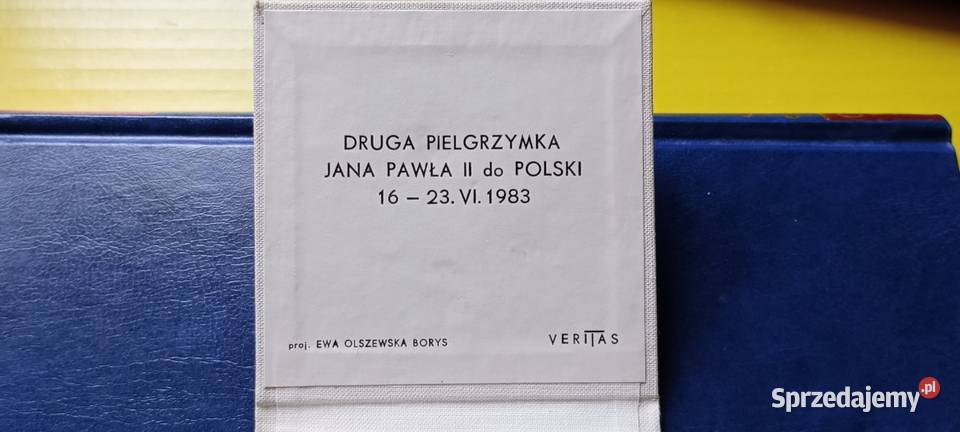 DRUGA PIELGRZYMKA
JANA PAWŁA II do POLSKI
16 – 23. VI. 1983
proj. EWA OLSZEWSKA BORYS
VERITAS
Sprzedajemy.pl